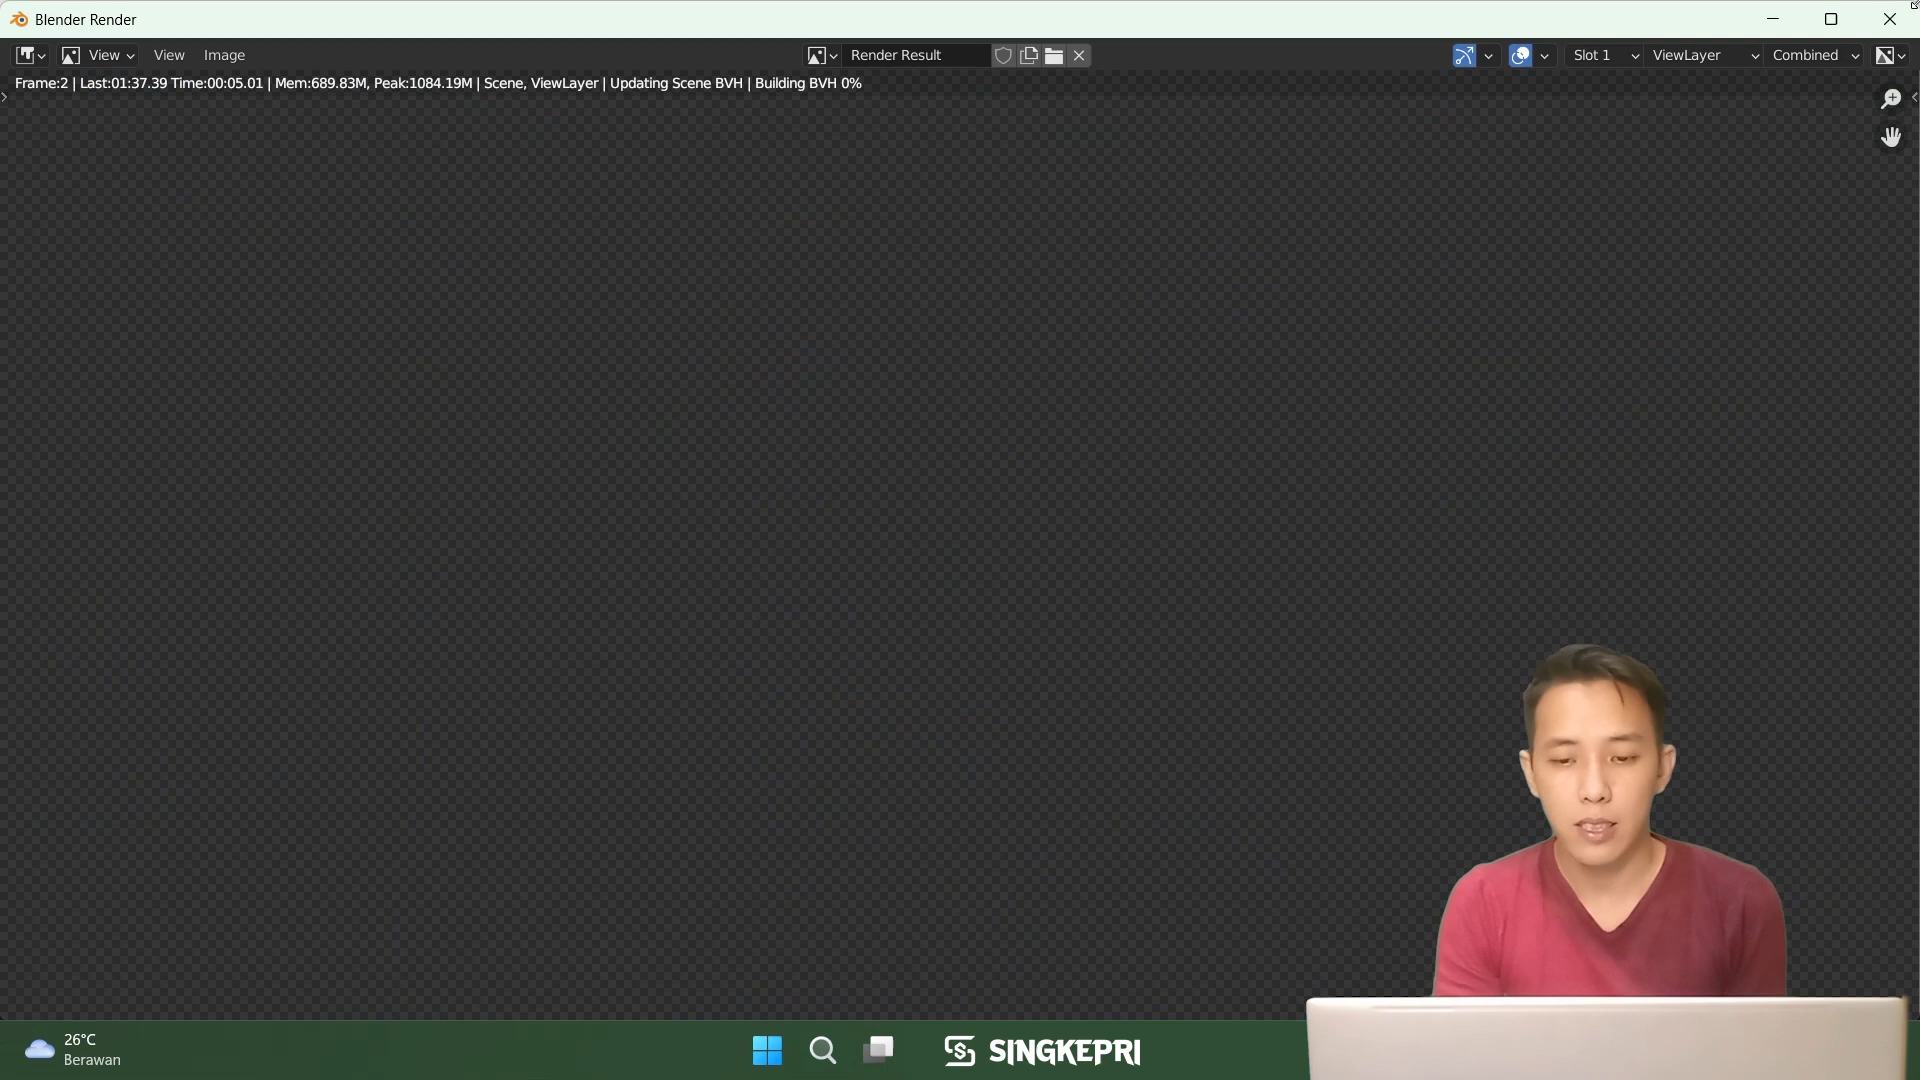 Blender Render
View View Image Render Result Slot 1 ViewLayer Combined
Frame:2 | Last:01:37.39 Time:00:05.01 | Mem:689.83M, Peak:1084.19M | Scene, ViewLayer | Updating Scene BVH | Building BVH 0%
26°C
Berawan
SINGKEPRI